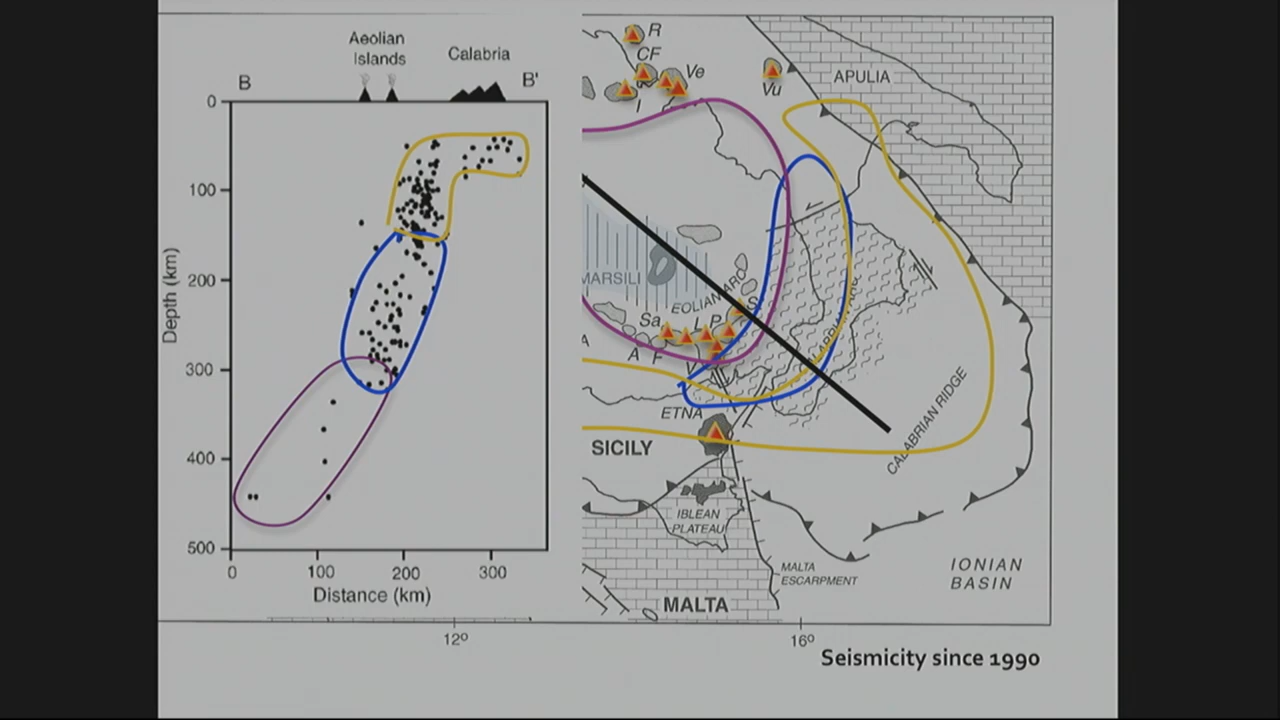 Aeolian
Islands
Calabria
B
B'
0
100
200
300
400
500
Depth (km)
0
100
200
300
Distance (km)
R
CF
Ve
I
Vu
APULIA
MARSILI
EOLIAN ARC
S
Sa
L
P
A
F
V
ETNA
SICILY
CALABRIAN RIDGE
IBLEAN
PLATEAU
MALTA
ESCARPMENT
MALTA
IONIAN
BASIN
12º
16º
Seismicity since 1990